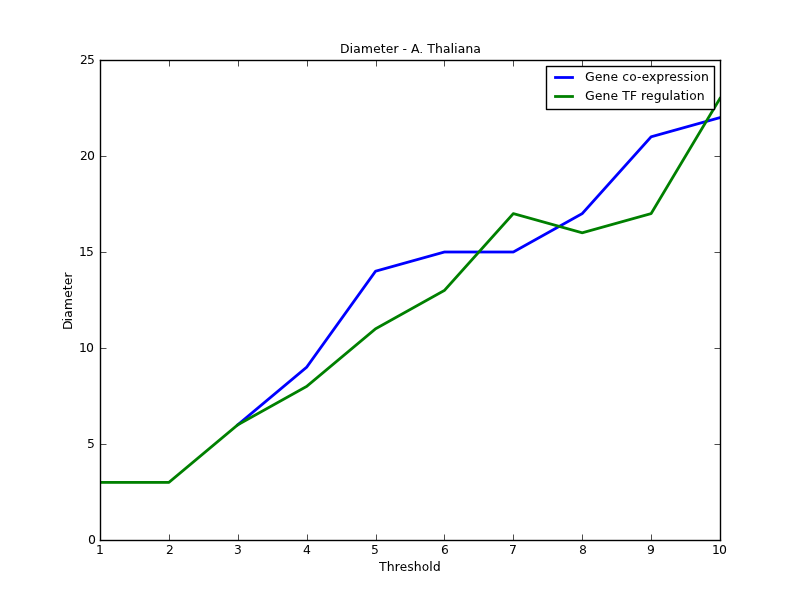 Diameter - A. Thaliana
Gene co-expression
Gene TF regulation
25
20
15
10
5
0
Diameter
1 2 3 4 5 6 7 8 9 10
Threshold